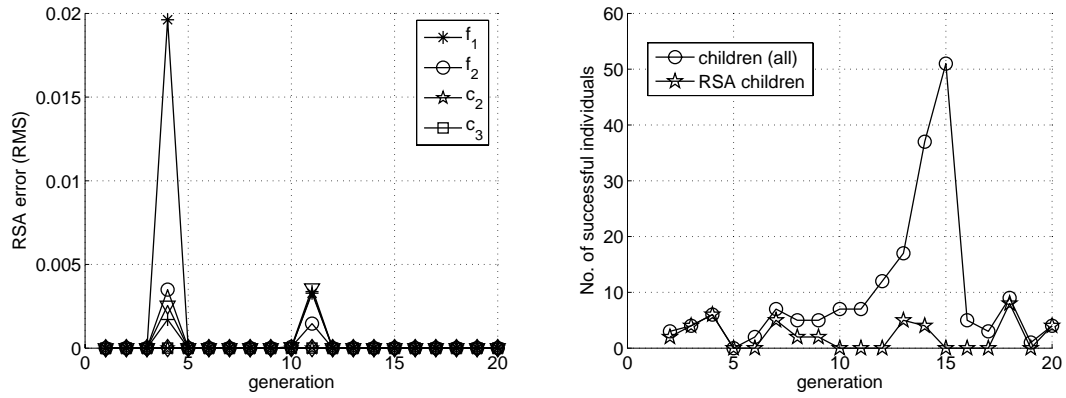 0.02
0.015
0.01
0.005
0
0
5
10
15
20
RSA error (RMS)
generation
f1
f2
c2
c3
60
50
40
30
20
10
0
0
5
10
15
20
No. of successful individuals
generation
children (all)
RSA children